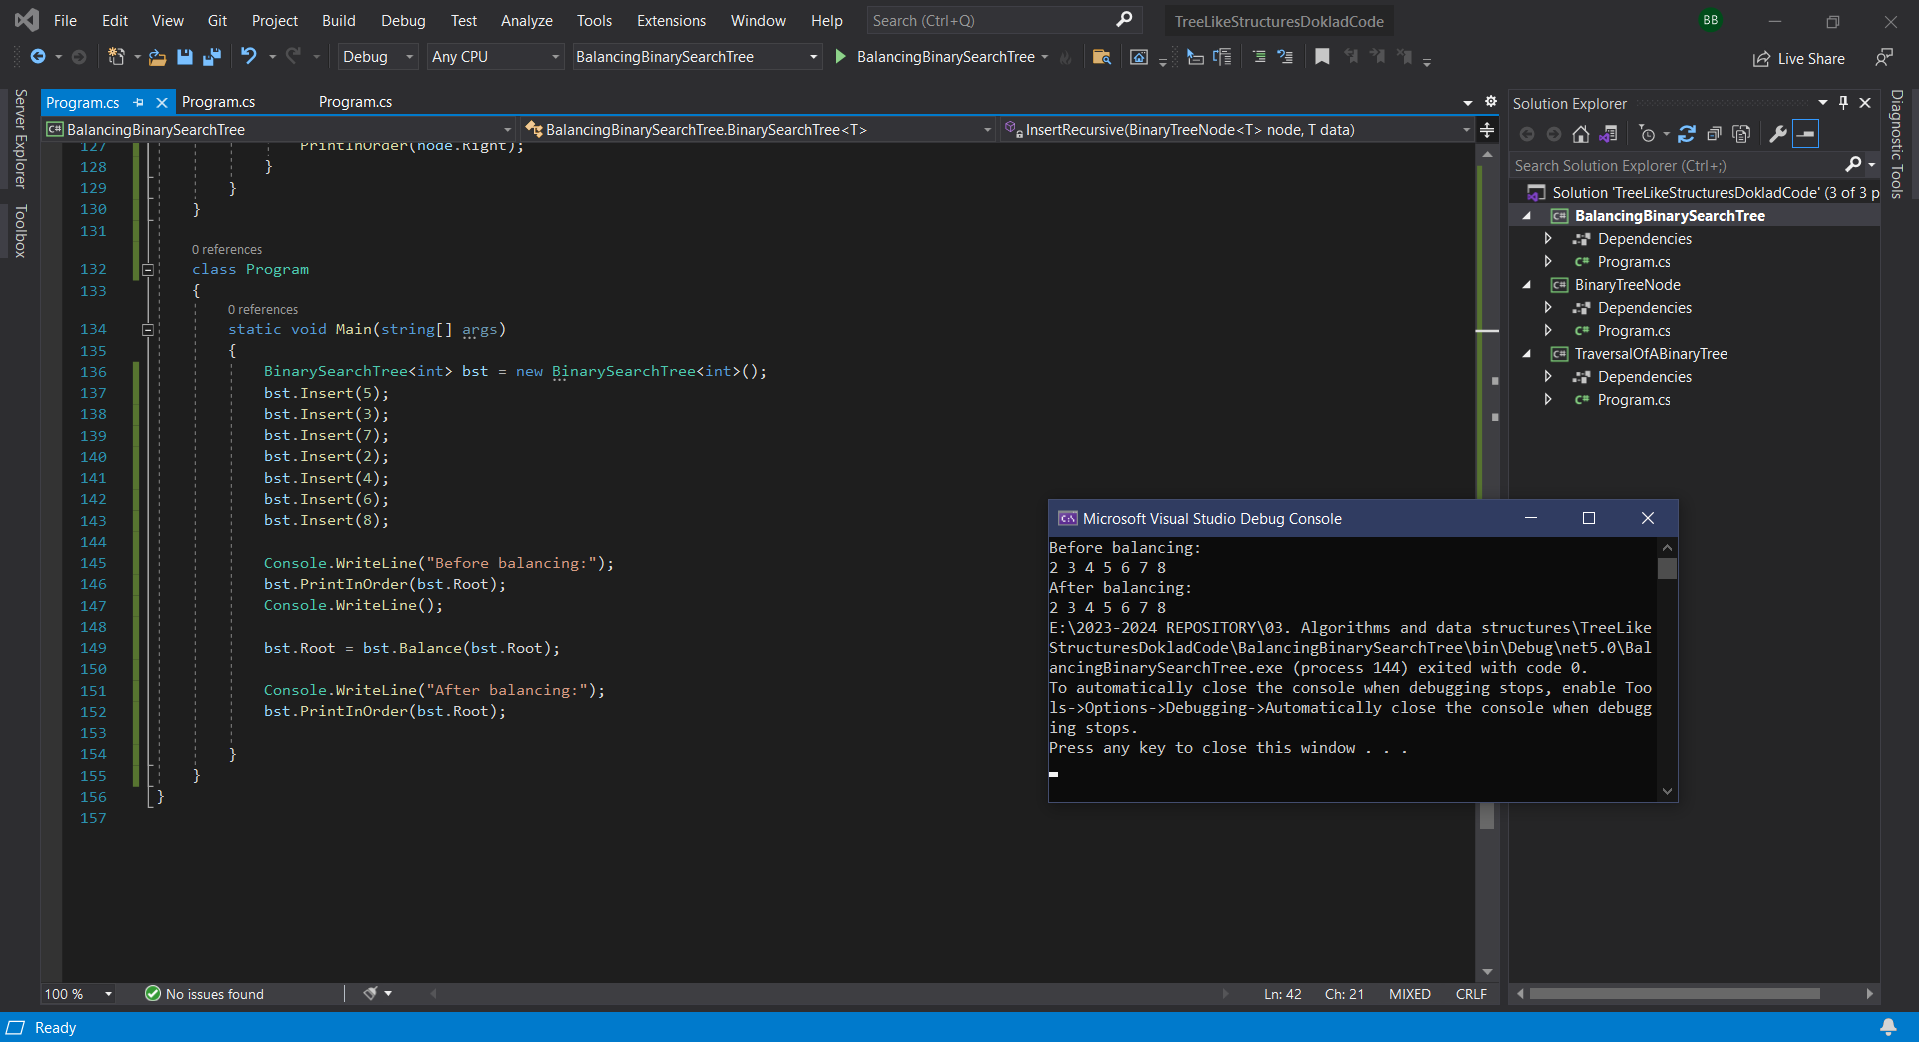 File Edit View Git Project Build Debug Test Analyze Tools Extensions Window Help Search (Ctrl+Q) TreeLikeStructuresDokladCode BB
Debug Any CPU BalancingBinarySearchTree BalancingBinarySearchTree Live Share
Server Explorer
Toolbox
Program.cs Program.cs Program.cs
BalancingBinarySearchTree BalancingBinarySearchTree.BinarySearchTree<T> InsertRecursive(BinaryTreeNode<T> node, T data)
127 PrintInOrder(node.Right);
128 }
129 }
130 }
131
0 references
132 class Program
133 {
0 references
134 static void Main(string[] args)
135 {
136 BinarySearchTree<int> bst = new BinarySearchTree<int>();
137 bst.Insert(5);
138 bst.Insert(3);
139 bst.Insert(7);
140 bst.Insert(2);
141 bst.Insert(4);
142 bst.Insert(6);
143 bst.Insert(8);
144
145 Console.WriteLine("Before balancing:");
146 bst.PrintInOrder(bst.Root);
147 Console.WriteLine();
148
149 bst.Root = bst.Balance(bst.Root);
150
151 Console.WriteLine("After balancing:");
152 bst.PrintInOrder(bst.Root);
153
154 }
155 }
156 }
157
Microsoft Visual Studio Debug Console
Before balancing:
2 3 4 5 6 7 8
After balancing:
2 3 4 5 6 7 8
E:\2023-2024 REPOSITORY\03. Algorithms and data structures\TreeLike
StructuresDokladCode\BalancingBinarySearchTree\bin\Debug\net5.0\Bal
ancingBinarySearchTree.exe (process 144) exited with code 0.
To automatically close the console when debugging stops, enable Too
ls->Options->Debugging->Automatically close the console when debugg
ing stops.
Press any key to close this window . . .
Solution Explorer
Search Solution Explorer (Ctrl+;)
Solution 'TreeLikeStructuresDokladCode' (3 of 3 p
C# BalancingBinarySearchTree
Dependencies
C# Program.cs
C# BinaryTreeNode
Dependencies
C# Program.cs
C# TraversalOfABinaryTree
Dependencies
C# Program.cs
Diagnostic Tools
100 % No issues found Ln: 42 Ch: 21 MIXED CRLF
Ready